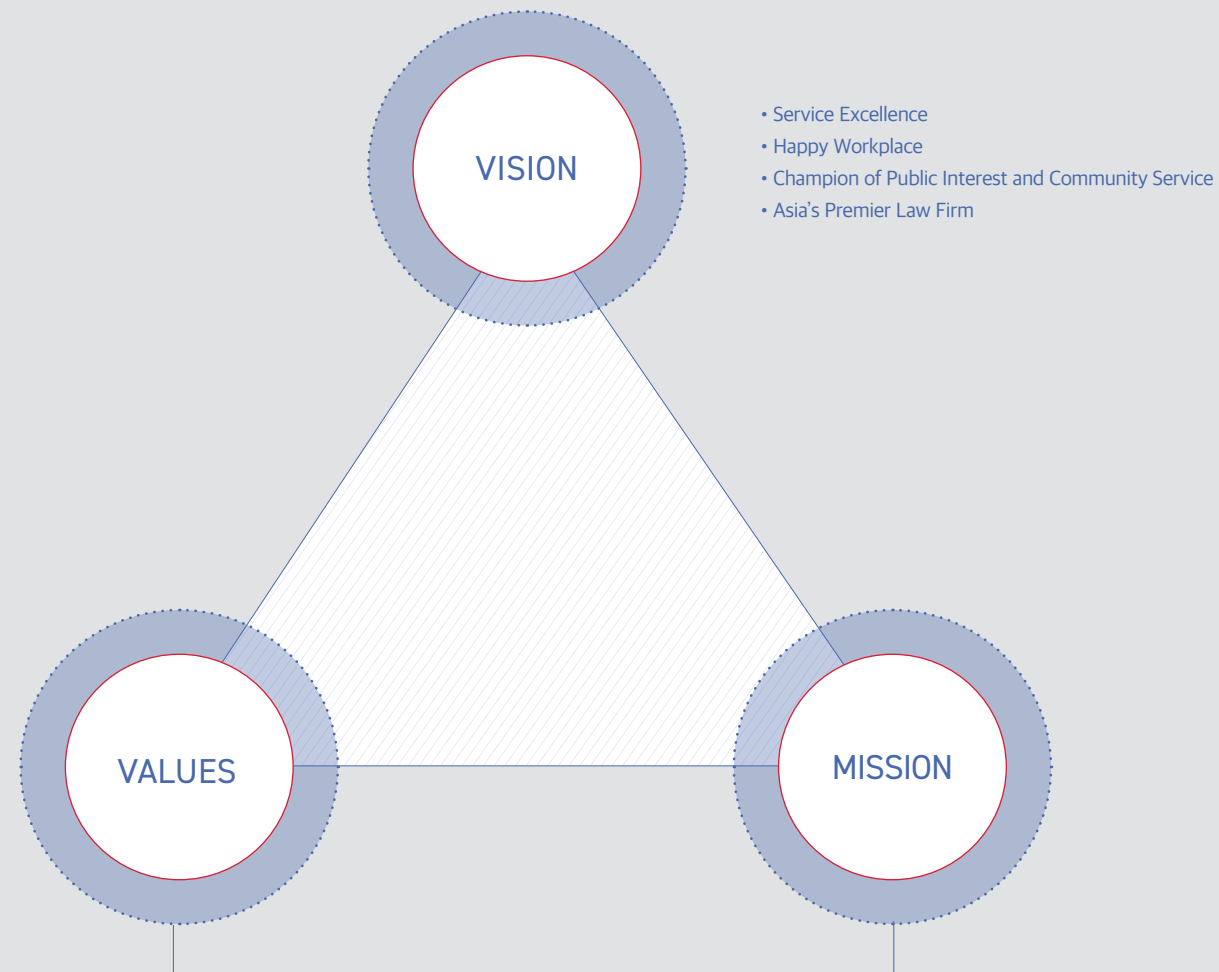 VISION
• Service Excellence
• Happy Workplace
• Champion of Public Interest and Community Service
• Asia’s Premier Law Firm
VALUES
MISSION